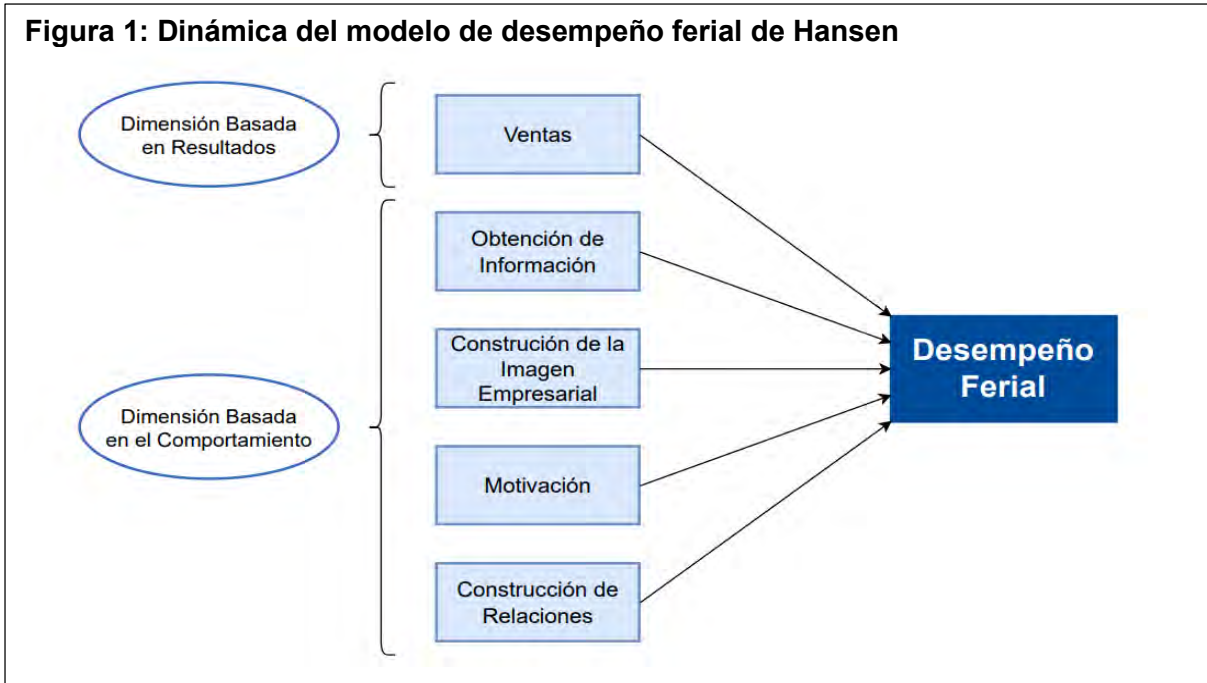 Figura 1: Dinámica del modelo de desempeño ferial de Hansen
Dimensión Basada
en Resultados
Ventas
Obtención de
Información
Construción de la
Imagen
Empresarial
Desempeño
Ferial
Dimensión Basada
en el Comportamiento
Motivación
Construcción de
Relaciones